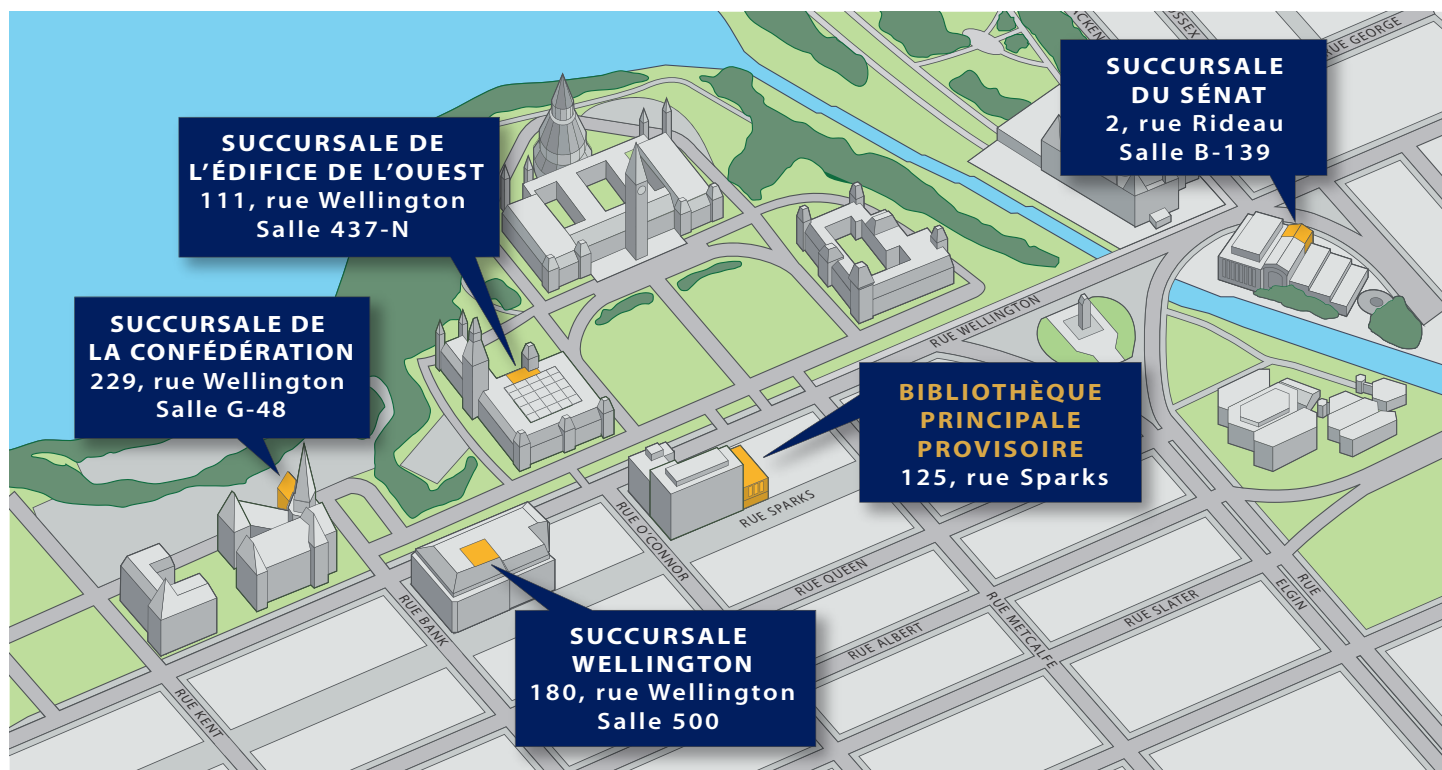 SUCCURSALE
DU SÉNAT
2, rue Rideau
Salle B-139
SUCCURSALE DE
L'ÉDIFICE DE L'OUEST
111, rue Wellington
Salle 437-N
SUCCURSALE DE
LA CONFÉDÉRATION
229, rue Wellington
Salle G-48
BIBLIOTHÈQUE
PRINCIPALE
PROVISOIRE
125, rue Sparks
SUCCURSALE
WELLINGTON
180, rue Wellington
Salle 500
RUE GEORGE
RUE WELLINGTON
RUE SPARKS
RUE O'CONNOR
RUE QUEEN
RUE BANK
RUE ALBERT
RUE METCALFE
RUE SLATER
RUE
ELGIN
RUE KENT